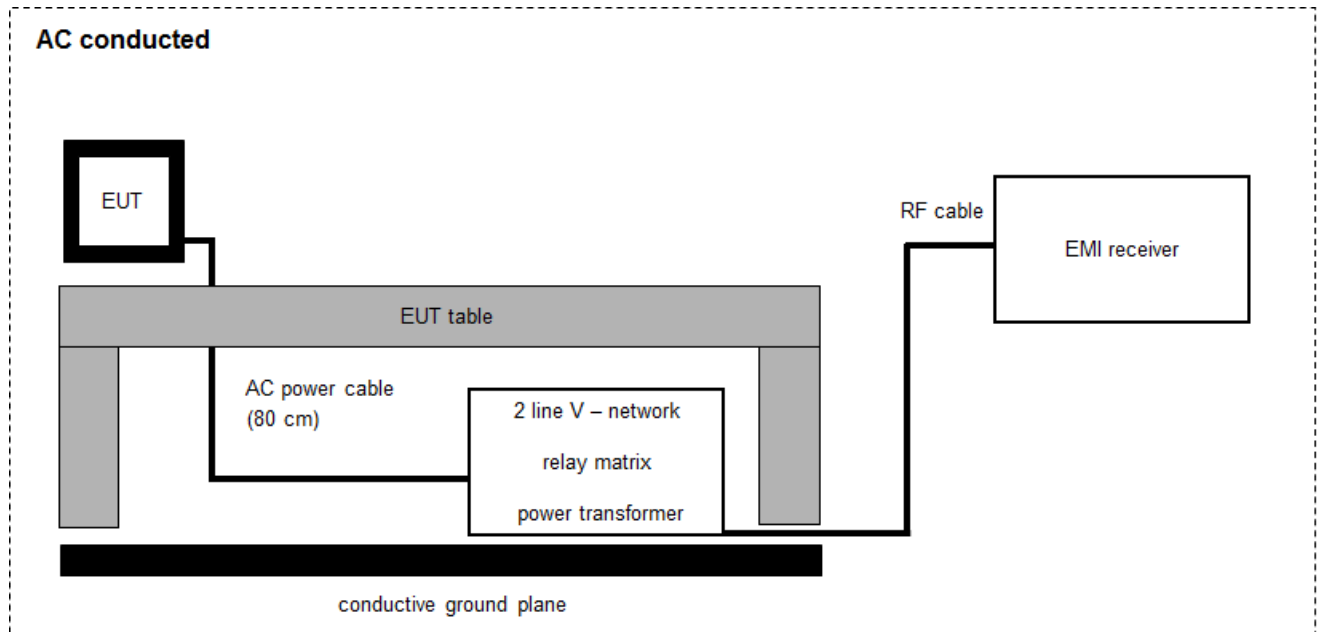 AC conducted
EUT
RF cable
EMI receiver
EUT table
AC power cable
(80 cm)
2 line V – network
relay matrix
power transformer
conductive ground plane